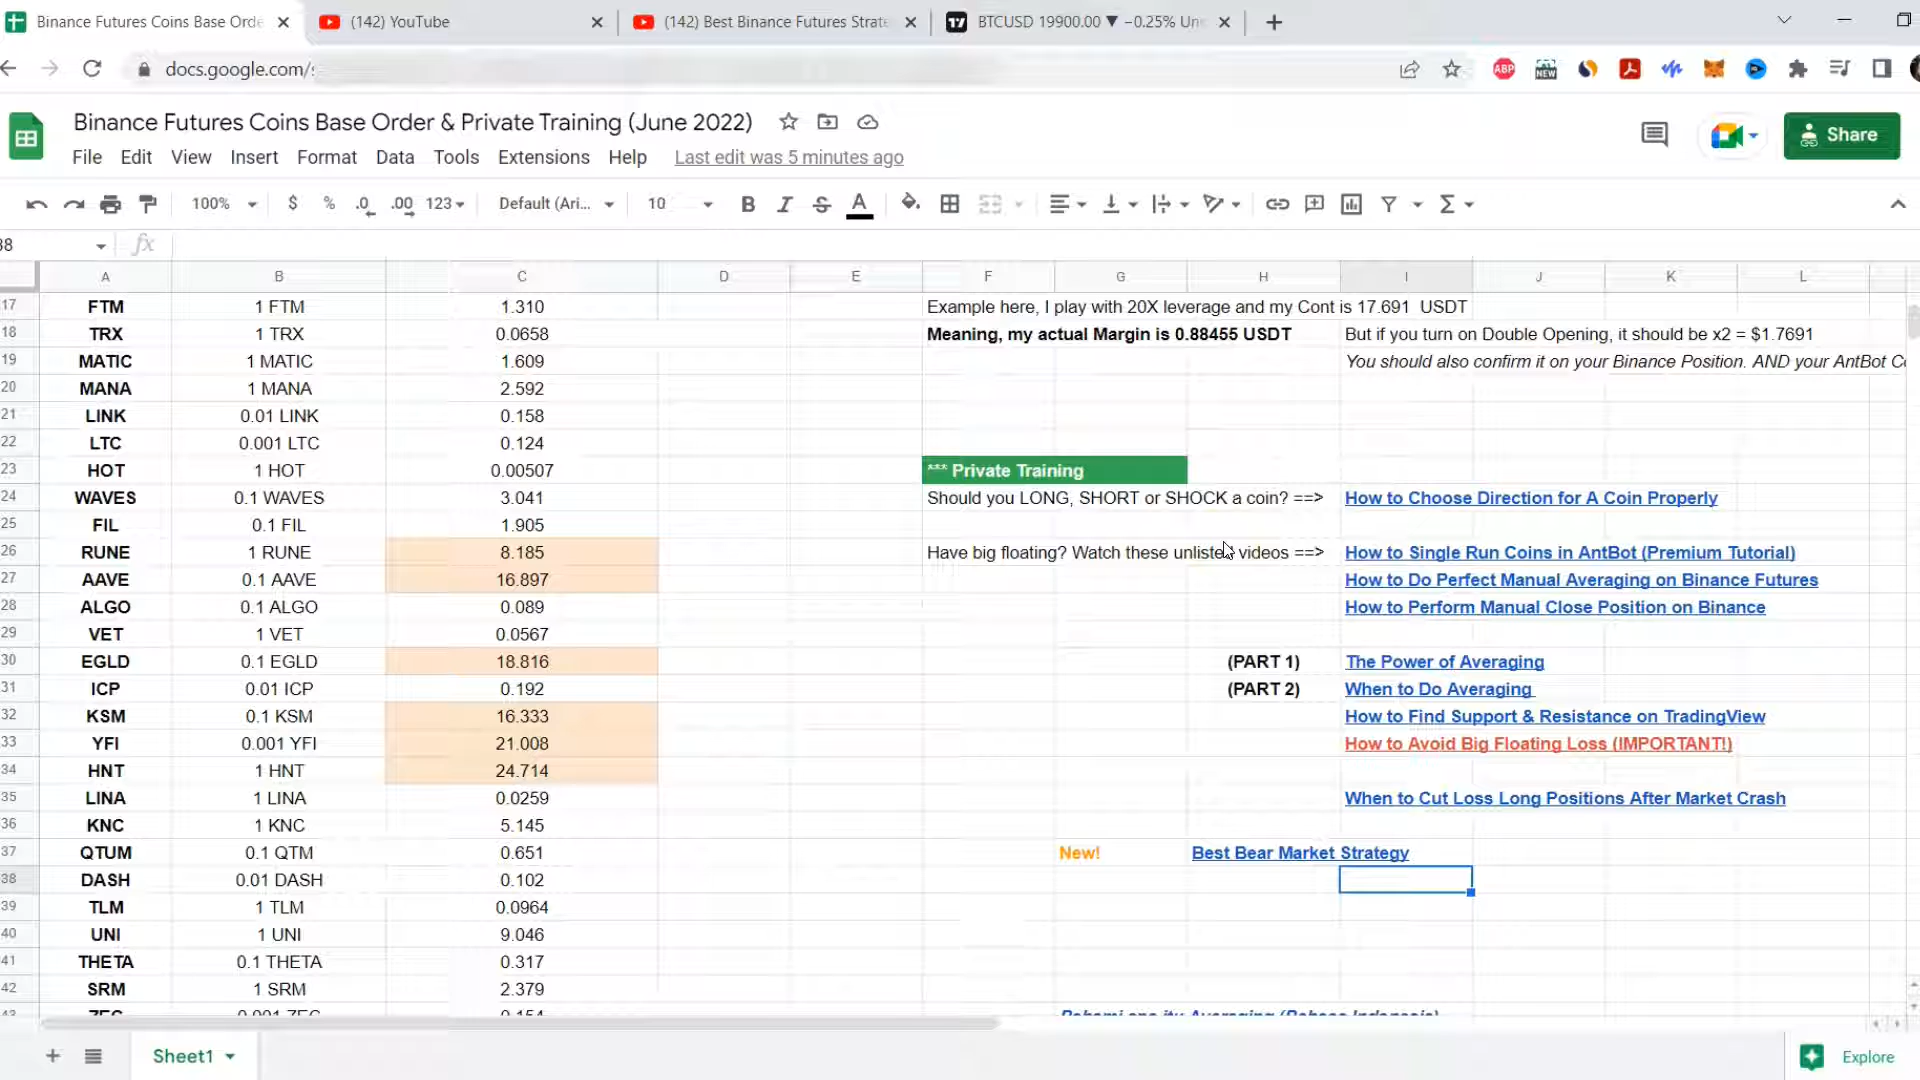 Binance Futures Coins Base Orde
(142) YouTube
(142) Best Binance Futures Strate
BTCUSD 19900.00 ▼ −0.25% Un
docs.google.com/
ABP
NEW
Binance Futures Coins Base Order & Private Training (June 2022)
Share
File Edit View Insert Format Data Tools Extensions Help Last edit was 5 minutes ago
100% $ % .0 .00 123 Default (Ari... 10 B I S A Σ
38 fx
A B C D E F G H I J K L
17 FTM 1 FTM 1.310 Example here, I play with 20X leverage and my Cont is 17.691 USDT
18 TRX 1 TRX 0.0658 Meaning, my actual Margin is 0.88455 USDT But if you turn on Double Opening, it should be x2 = $1.7691
19 MATIC 1 MATIC 1.609 You should also confirm it on your Binance Position. AND your AntBot Co
20 MANA 1 MANA 2.592
21 LINK 0.01 LINK 0.158
22 LTC 0.001 LTC 0.124
23 HOT 1 HOT 0.00507 *** Private Training
24 WAVES 0.1 WAVES 3.041 Should you LONG, SHORT or SHOCK a coin? ==> How to Choose Direction for A Coin Properly
25 FIL 0.1 FIL 1.905
26 RUNE 1 RUNE 8.185 Have big floating? Watch these unlisted videos ==> How to Single Run Coins in AntBot (Premium Tutorial)
27 AAVE 0.1 AAVE 16.897 How to Do Perfect Manual Averaging on Binance Futures
28 ALGO 0.1 ALGO 0.089 How to Perform Manual Close Position on Binance
29 VET 1 VET 0.0567
30 EGLD 0.1 EGLD 18.816 (PART 1) The Power of Averaging
31 ICP 0.01 ICP 0.192 (PART 2) When to Do Averaging
32 KSM 0.1 KSM 16.333 How to Find Support & Resistance on TradingView
33 YFI 0.001 YFI 21.008 How to Avoid Big Floating Loss (IMPORTANT!)
34 HNT 1 HNT 24.714
35 LINA 1 LINA 0.0259 When to Cut Loss Long Positions After Market Crash
36 KNC 1 KNC 5.145
37 QTUM 0.1 QTM 0.651 New! Best Bear Market Strategy
38 DASH 0.01 DASH 0.102
39 TLM 1 TLM 0.0964
40 UNI 1 UNI 9.046
41 THETA 0.1 THETA 0.317
42 SRM 1 SRM 2.379
43 ZEC 0.001 ZEC 0.154 Averaging (Bahasa Indonesia)
Sheet1
Explore